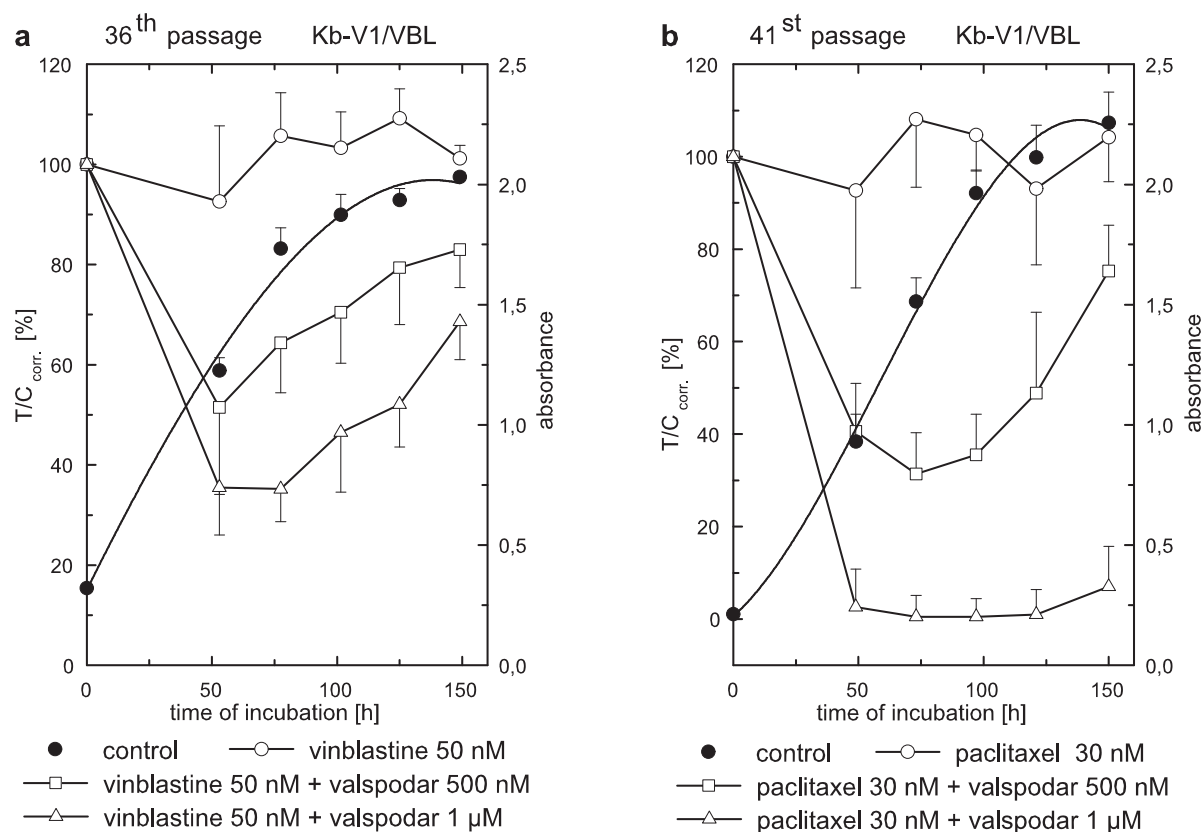 a 36th passage Kb-V1/VBL
120
100
80
60
40
20
0
T/C corr. [%]
2,5
2,0
1,5
1,0
0,5
0,0
absorbance
0 50 100 150
time of incubation [h]
control vinblastine 50 nM
vinblastine 50 nM + valspodar 500 nM
vinblastine 50 nM + valspodar 1 µM
b 41st passage Kb-V1/VBL
120
100
80
60
40
20
0
T/C corr. [%]
2,5
2,0
1,5
1,0
0,5
0,0
absorbance
0 50 100 150
time of incubation [h]
control paclitaxel 30 nM
paclitaxel 30 nM + valspodar 500 nM
paclitaxel 30 nM + valspodar 1 µM